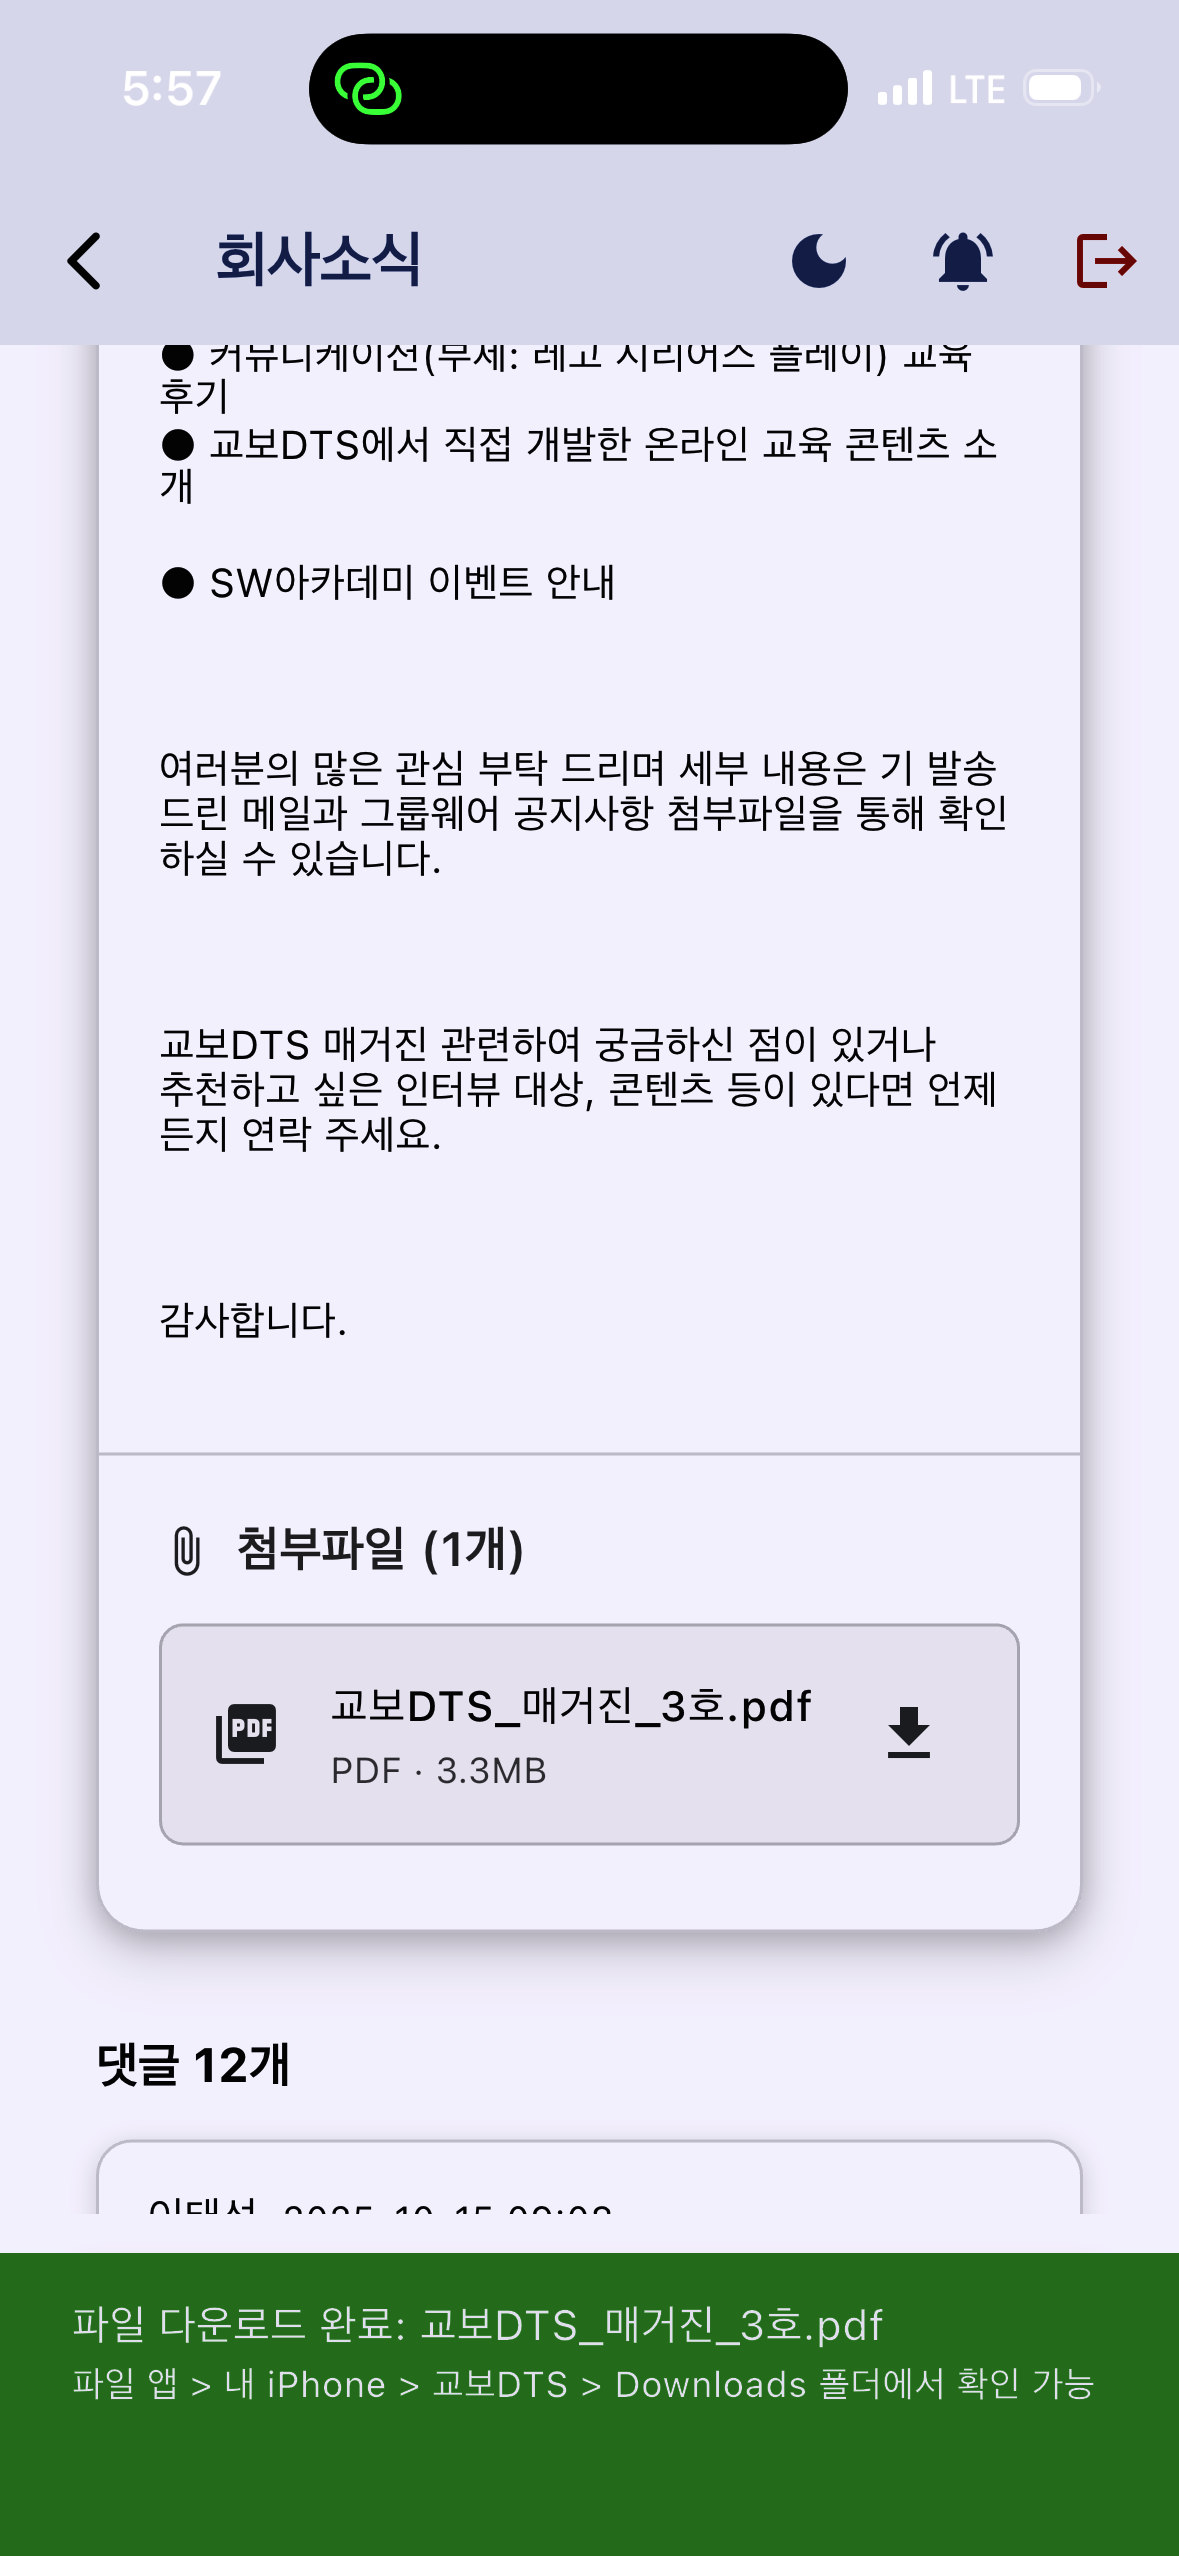 5:57
LTE
회사소식
● 커뮤니케이션(부제: 레고 시리어스 플레이) 교육
후기
● 교보DTS에서 직접 개발한 온라인 교육 콘텐츠 소
개
● SW아카데미 이벤트 안내
여러분의 많은 관심 부탁 드리며 세부 내용은 기 발송
드린 메일과 그룹웨어 공지사항 첨부파일을 통해 확인
하실 수 있습니다.
교보DTS 매거진 관련하여 궁금하신 점이 있거나
추천하고 싶은 인터뷰 대상, 콘텐츠 등이 있다면 언제
든지 연락 주세요.
감사합니다.
첨부파일 (1개)
PDF
교보DTS_매거진_3호.pdf
PDF · 3.3MB
댓글 12개
2025-10-15 09:08
파일 다운로드 완료: 교보DTS_매거진_3호.pdf
파일 앱 > 내 iPhone > 교보DTS > Downloads 폴더에서 확인 가능